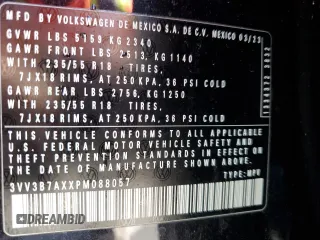 MFD BY VOLKSWAGEN DE MEXICO S.A. DE C.V. MEXICO 03/23
GVWR LBS 5159 KG 2340
GAWR FRONT LBS 2513, KG 1140
WITH 235/55 R18 TIRES,
7JX18 RIMS, AT 250 KPA, 36 PSI COLD
GAWR REAR LBS 2756, KG 1250
WITH 235/55 R18 TIRES,
7JX18 RIMS, AT 250 KPA, 36 PSI COLD
THIS VEHICLE CONFORMS TO ALL APPLICABLE
U.S. FEDERAL MOTOR VEHICLE SAFETY AND
THEFT PREVENTION STANDARDS IN EFFECT ON THE
DATE OF MANUFACTURE SHOWN ABOVE.
3VV3B7AXXPM088057 TYPE: MPV
DREAMBID